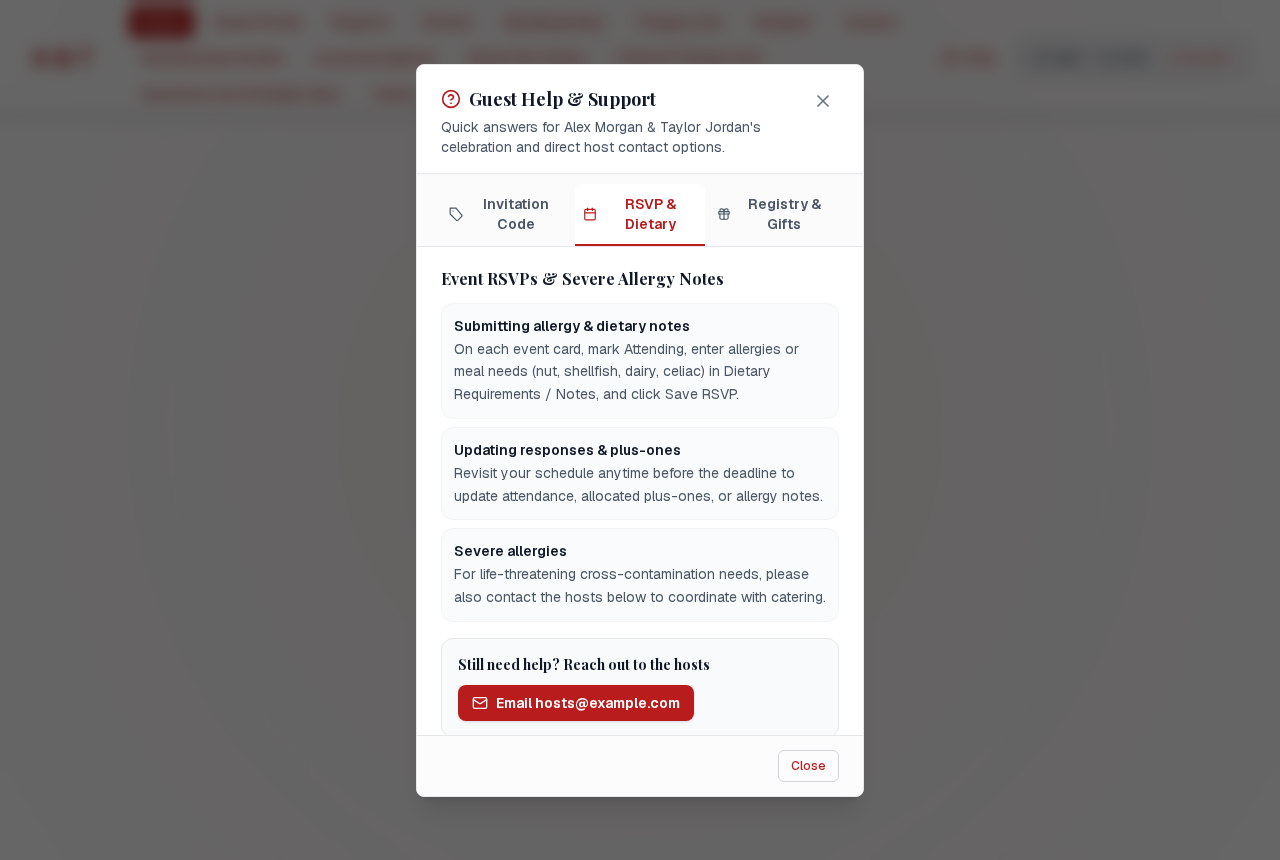 Guest Help & Support
Quick answers for Alex Morgan & Taylor Jordan's
celebration and direct host contact options.
Invitation
Code
RSVP &
Dietary
Registry &
Gifts
Event RSVPs & Severe Allergy Notes
Submitting allergy & dietary notes
On each event card, mark Attending, enter allergies or
meal needs (nut, shellfish, dairy, celiac) in Dietary
Requirements / Notes, and click Save RSVP.
Updating responses & plus-ones
Revisit your schedule anytime before the deadline to
update attendance, allocated plus-ones, or allergy notes.
Severe allergies
For life-threatening cross-contamination needs, please
also contact the hosts below to coordinate with catering.
Still need help? Reach out to the hosts
Email hosts@example.com
Close